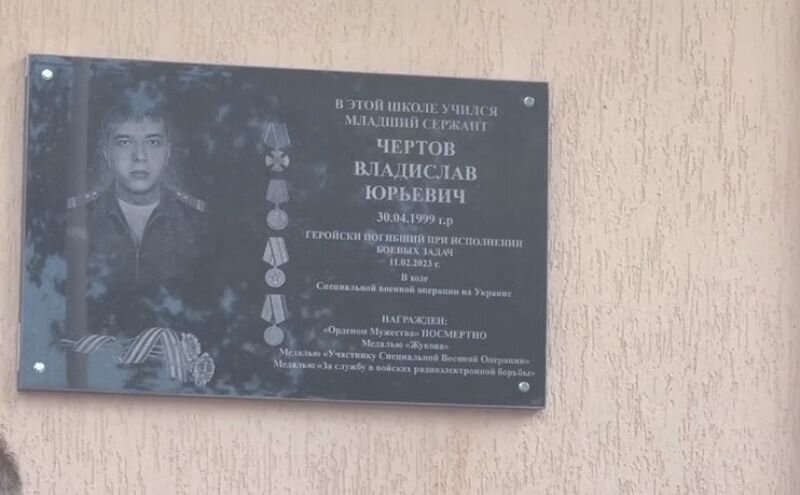 В ЭТОЙ ШКОЛЕ УЧИЛСЯ
МЛАДШИЙ СЕРЖАНТ
ЧЕРТОВ
ВЛАДИСЛАВ
ЮРЬЕВИЧ
30.04.1999 г.р
ГЕРОЙСКИ ПОГИБШИЙ ПРИ ИСПОЛНЕНИИ
БОЕВЫХ ЗАДАЧ
11.02.2023 г.
В ходе
Специальной военной операции на Украине
НАГРАЖДЕН:
«Орденом Мужества» ПОСМЕРТНО
Медалью «Жукова»
Медалью «Участнику Специальной Военной Операции»
Медалью «За службу в войсках радиоэлектронной борьбы»